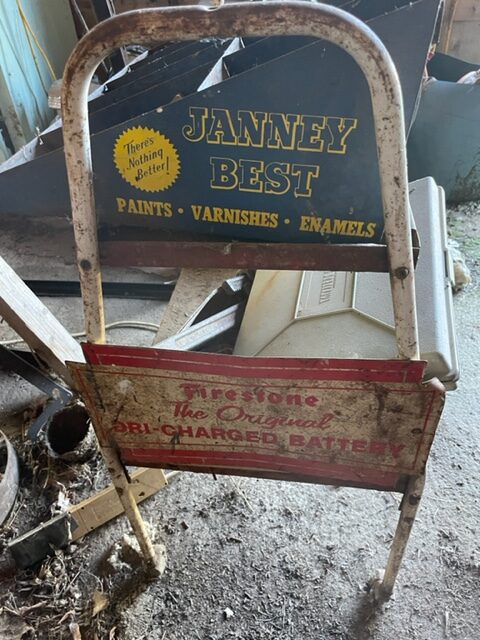 There's
Nothing
Better!
JANNEY
BEST
PAINTS · VARNISHES · ENAMELS
Firestone
The Original
DRI-CHARGED BATTERY